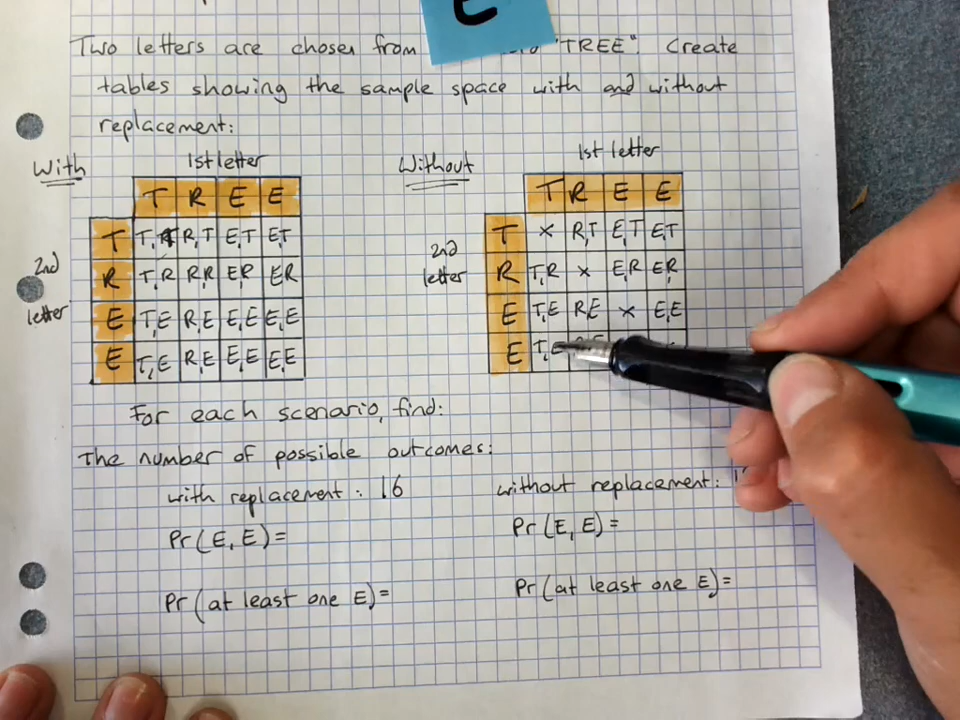 E
Two letters are chosen from "TREE". Create
tables showing the sample space with and without
replacement:
With
1st letter
T R E E
2nd letter
T T,T R,T E,T E,T
R T,R R,R E,R E,R
E T,E R,E E,E E,E
E T,E R,E E,E E,E
Without
1st letter
T R E E
2nd letter
T × R,T E,T E,T
R T,R × E,R E,R
E T,E R,E × E,E
E T,E
For each scenario, find:
The number of possible outcomes:
with replacement: 16
without replacement:
Pr(E, E) =
Pr(E, E) =
Pr(at least one E) =
Pr(at least one E) =